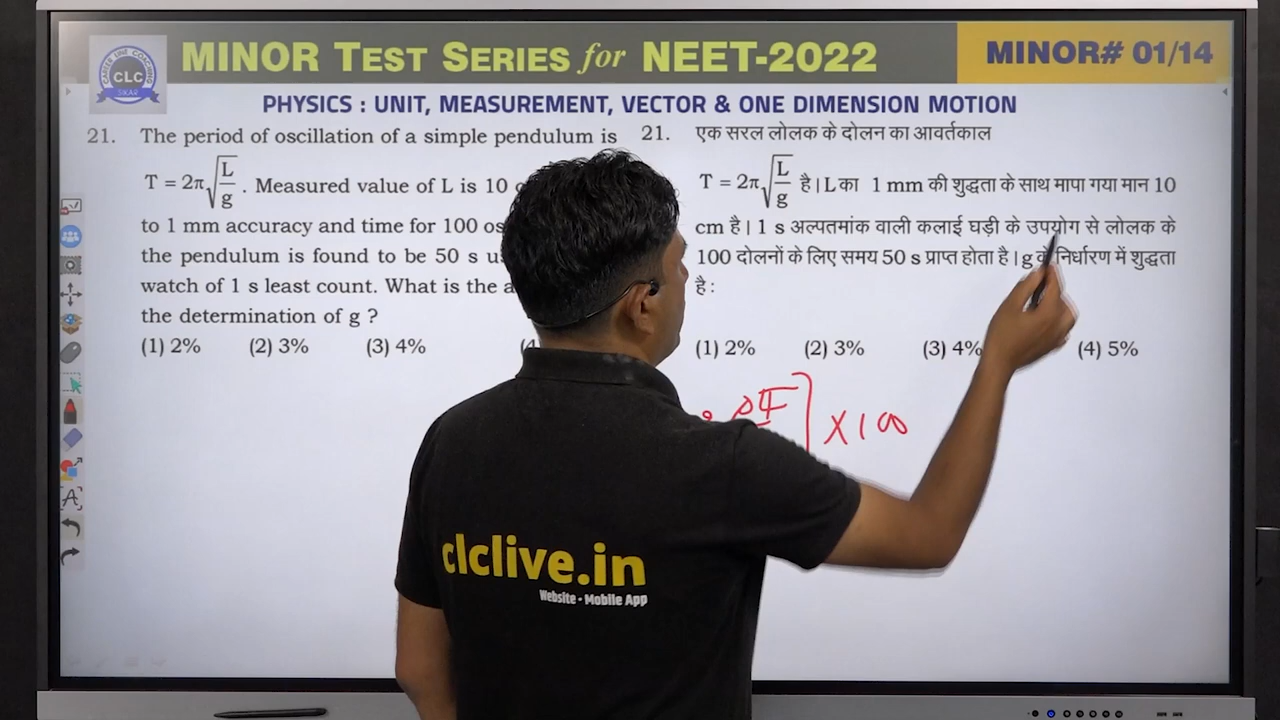 MINOR TEST SERIES for NEET-2022
MINOR# 01/14
CAREER LINE COACHING
CLC
SIKAR
PHYSICS : UNIT, MEASUREMENT, VECTOR & ONE DIMENSION MOTION
21. The period of oscillation of a simple pendulum is
T = 2π√(L/g) . Measured value of L is 10
to 1 mm accuracy and time for 100 os
the pendulum is found to be 50 s u
watch of 1 s least count. What is the a
the determination of g ?
(1) 2% (2) 3% (3) 4% (4
21. एक सरल लोलक के दोलन का आवर्तकाल
T = 2π√(L/g) है। L का 1 mm की शुद्धता के साथ मापा गया मान 10
cm है। 1 s अल्पतमांक वाली कलाई घड़ी के उपयोग से लोलक के
100 दोलनों के लिए समय 50 s प्राप्त होता है। g निर्धारण में शुद्धता
है :
(1) 2% (2) 3% (3) 4% (4) 5%
] × 100
clclive.in
Website • Mobile App